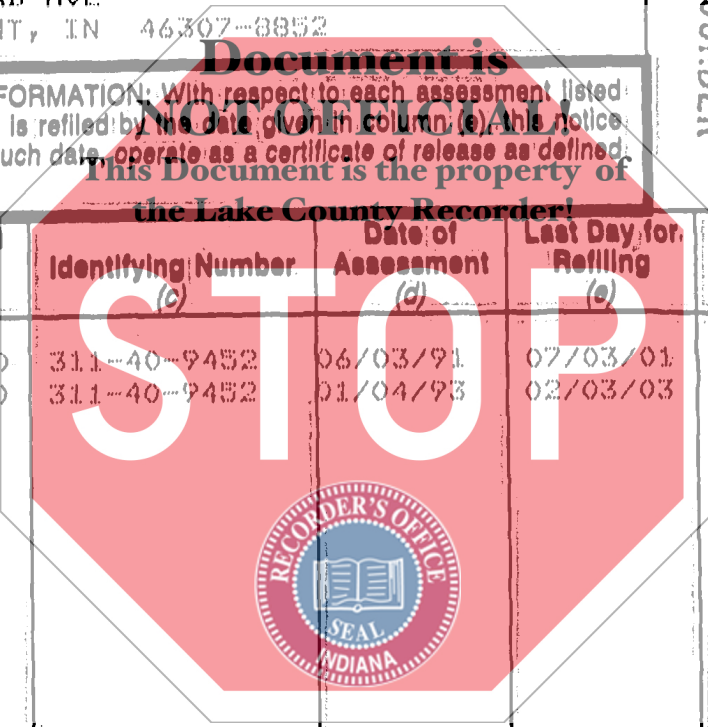 IT, IN 46307-8852
Document is
FORMATION: With respect to each assessment listed
NOT OFFICIAL!
is refiled by the date given in column (e), this notice
uch date, operate as a certificate of release as defined
This Document is the property of
the Lake County Recorder!
Identifying Number
(c)
Date of
Assessment
(d)
Last Day for
Refiling
(e)
311-40-9452 06/03/91 07/03/01
311-40-9452 01/04/93 02/03/03
STOP
RECORDER'S OFFICE
SEAL
INDIANA